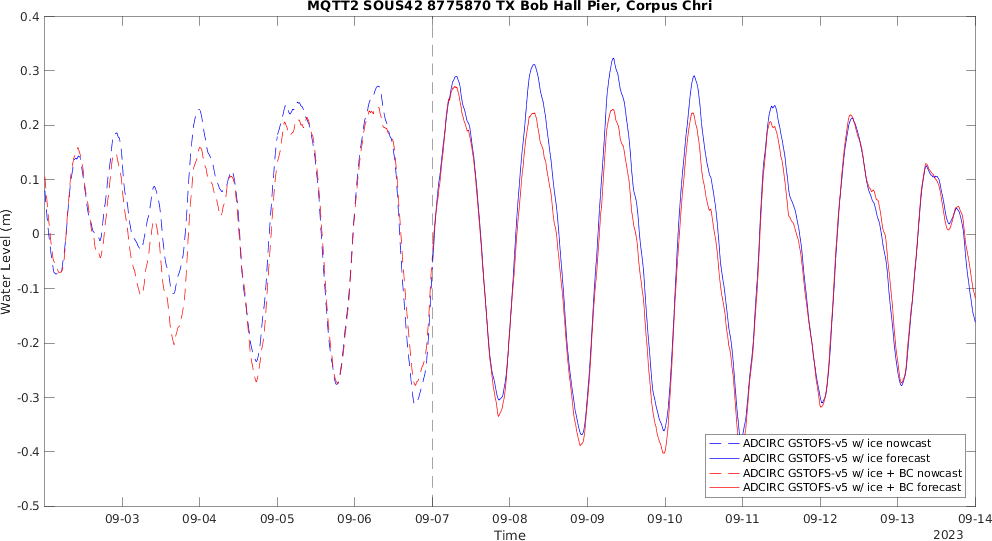 MQTT2 SOUS42 8775870 TX Bob Hall Pier, Corpus Chri
0.4
0.3
0.2
0.1
0
-0.1
-0.2
-0.3
-0.4
-0.5
Water Level (m)
ADCIRC GSTOFS-v5 w/ ice nowcast
ADCIRC GSTOFS-v5 w/ ice forecast
ADCIRC GSTOFS-v5 w/ ice + BC nowcast
ADCIRC GSTOFS-v5 w/ ice + BC forecast
09-03 09-04 09-05 09-06 09-07 09-08 09-09 09-10 09-11 09-12 09-13 09-14
Time
2023